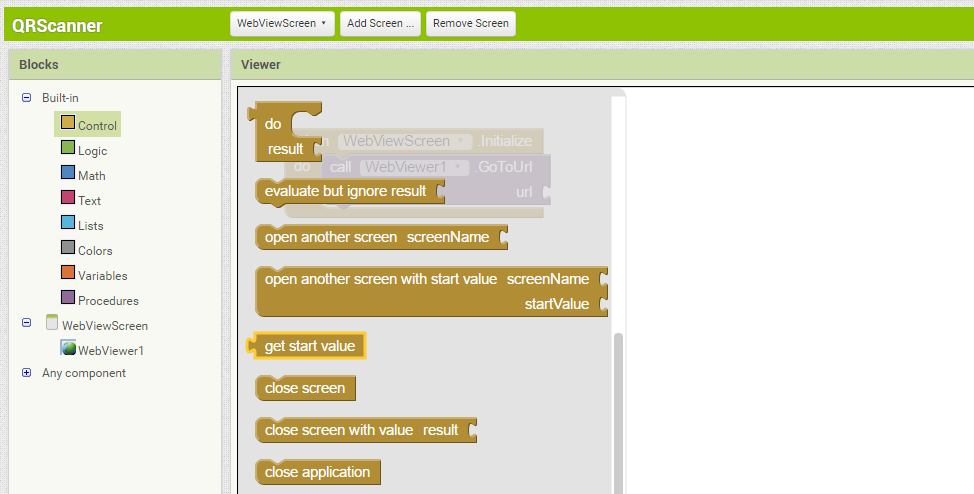 QRScanner
WebViewScreen
Add Screen ...
Remove Screen
Blocks
Viewer
Built-in
Control
Logic
Math
Text
Lists
Colors
Variables
Procedures
WebViewScreen
WebViewer1
Any component
do
result
WebViewScreen .Initialize
do call WebViewer1 .GoToUrl
url
evaluate but ignore result
open another screen screenName
open another screen with start value screenName
startValue
get start value
close screen
close screen with value result
close application